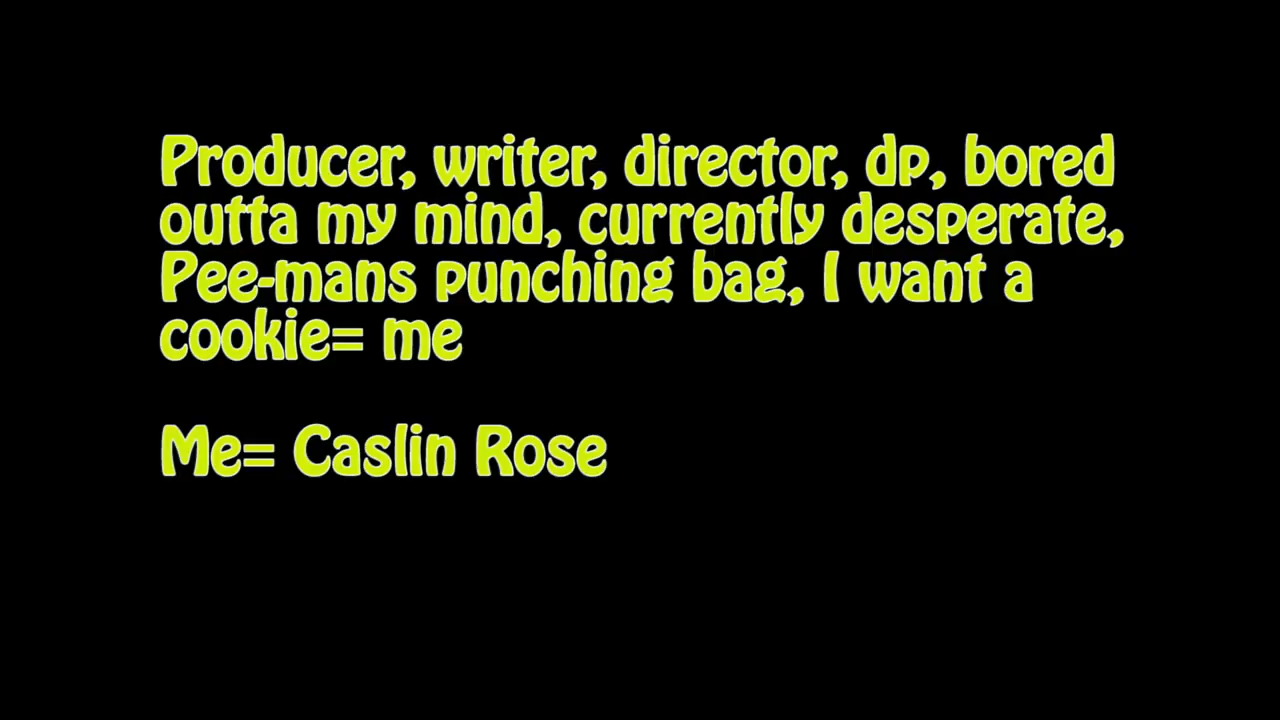 Producer, writer, director, dp, bored
outta my mind, currently desperate,
Pee-mans punching bag, I want a
cookie= me
Me= Caslin Rose